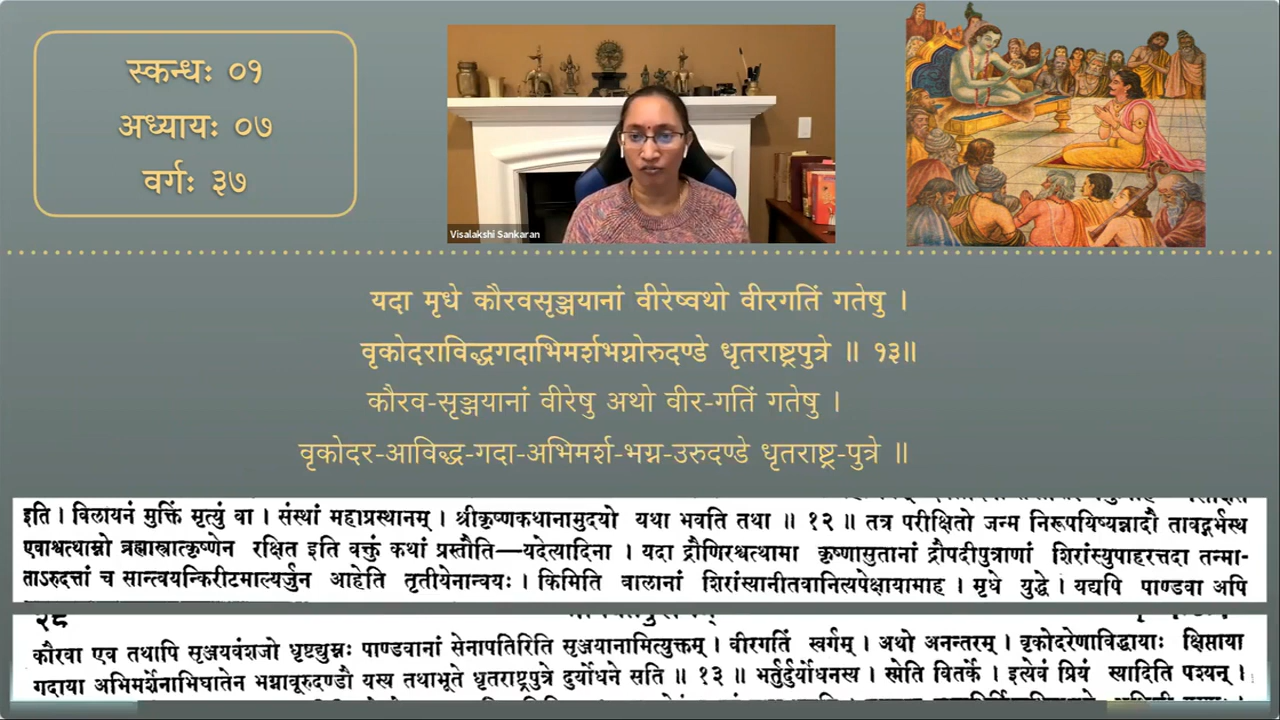 स्कन्धः ०१
अध्यायः ०७
वर्गः ३७
Visalakshi Sankaran
यदा मृधे कौरवसृञ्जयानां वीरेष्वथो वीरगतिं गतेषु ।
वृकोदराविद्धगदाभिमर्शभग्नोरुदण्डे धृतराष्ट्रपुत्रे ॥ १३॥
कौरव-सृञ्जयानां वीरेषु अथो वीर-गतिं गतेषु ।
वृकोदर-आविद्ध-गदा-अभिमर्श-भग्न-उरुदण्डे धृतराष्ट्र-पुत्रे ॥
इति । विलायनं मुक्तिं मृत्युं वा । संस्थां महाप्रस्थानम् । श्रीकृष्णकथानामुदयो यथा भवति तथा ॥ १२ ॥ तत्र परीक्षितो जन्म निरूपयिष्यन्नादौ तावद्गर्भस्थ
एवाश्वत्थाम्नो ब्रह्मास्त्रात्कृष्णेन रक्षित इति वक्तुं कथां प्रस्तौति—यदेत्यादिना । यदा द्रौणिरश्वत्थामा कृष्णासुतानां द्रौपदीपुत्राणां शिरांस्युपाहरत्तदा तन्मा-
ताऽरुदत्तां च सान्त्वयन्किरीटमाल्यर्जुन आहेति तृतीयेनान्वयः । किमिति बालानां शिरांस्यानीतवानित्यपेक्षायामाह । मृधे युद्धे । यद्यपि पाण्डवा अपि
२८
कौरवा एव तथापि सृञ्जयवंशजो धृष्टद्युम्नः पाण्डवानां सेनापतिरिति सृञ्जयानामित्युक्तम् । वीरगतिं स्वर्गम् । अथो अनन्तरम् । वृकोदरेणाविद्धायाः क्षिप्ताया
गदाया अभिमर्शेनाभिघातेन भग्नावूरुदण्डौ यस्य तथाभूते धृतराष्ट्रपुत्रे दुर्योधने सति ॥ १३ ॥ भर्तुर्दुर्योधनस्य । स्मेति वितर्के । इत्येवं प्रियं स्यादिति पश्यन् ।